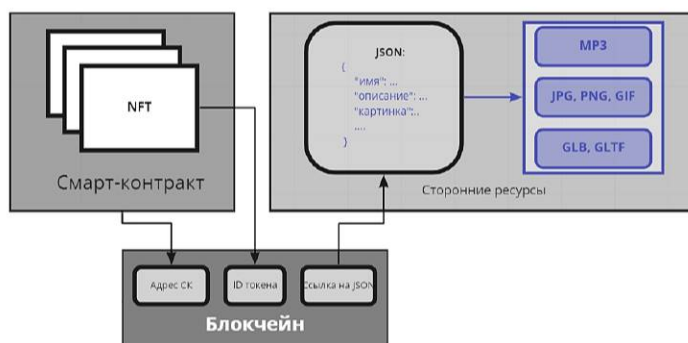 NFT
Смарт-контракт
JSON:
{
"имя": ...
"описание": ...
"картинка":...
....
}
MP3
JPG, PNG, GIF
GLB, GLTF
Сторонние ресурсы
Адрес СК
ID токена
Ссылка на JSON
Блокчейн